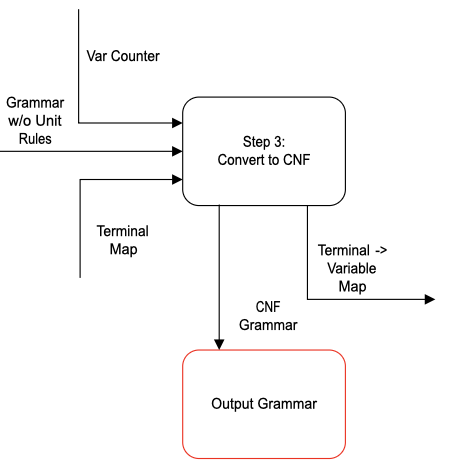 Var Counter
Grammar
w/o Unit
Rules
Step 3:
Convert to CNF
Terminal
Map
Terminal ->
Variable
Map
CNF
Grammar
Output Grammar